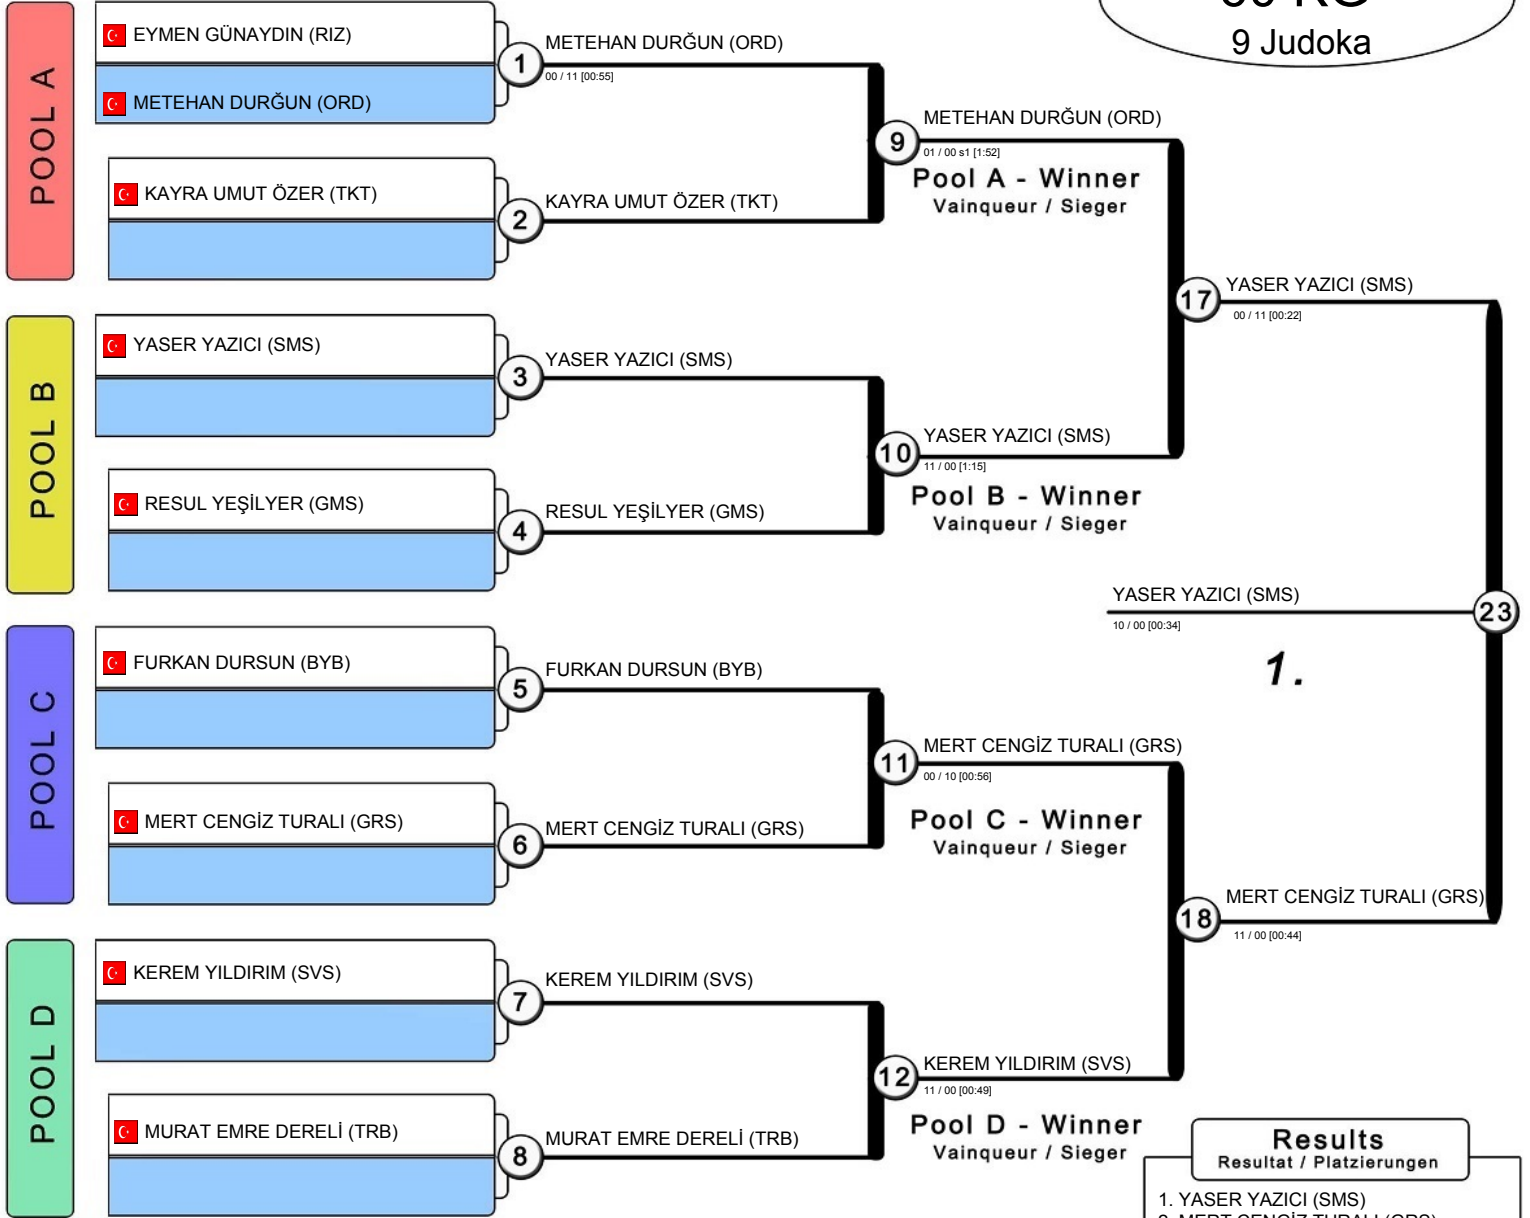 9 Judoka
POOL A
EYMEN GÜNAYDIN (RIZ)
METEHAN DURĞUN (ORD)
KAYRA UMUT ÖZER (TKT)
1
METEHAN DURĞUN (ORD)
00 / 11 [00:55]
2
KAYRA UMUT ÖZER (TKT)
9
METEHAN DURĞUN (ORD)
01 / 00 s1 [1:52]
Pool A - Winner
Vainqueur / Sieger
POOL B
YASER YAZICI (SMS)
RESUL YEŞİLYER (GMS)
3
YASER YAZICI (SMS)
4
RESUL YEŞİLYER (GMS)
10
YASER YAZICI (SMS)
11 / 00 [1:15]
Pool B - Winner
Vainqueur / Sieger
17
YASER YAZICI (SMS)
00 / 11 [00:22]
POOL C
FURKAN DURSUN (BYB)
MERT CENGİZ TURALI (GRS)
5
FURKAN DURSUN (BYB)
6
MERT CENGİZ TURALI (GRS)
11
MERT CENGİZ TURALI (GRS)
00 / 10 [00:56]
Pool C - Winner
Vainqueur / Sieger
POOL D
KEREM YILDIRIM (SVS)
MURAT EMRE DERELİ (TRB)
7
KEREM YILDIRIM (SVS)
8
MURAT EMRE DERELİ (TRB)
12
KEREM YILDIRIM (SVS)
11 / 00 [00:49]
Pool D - Winner
Vainqueur / Sieger
18
MERT CENGİZ TURALI (GRS)
11 / 00 [00:44]
23
YASER YAZICI (SMS)
10 / 00 [00:34]
1.
Results
Resultat / Platzierungen
1. YASER YAZICI (SMS)
2. MERT CENGİZ TURALI (GRS)